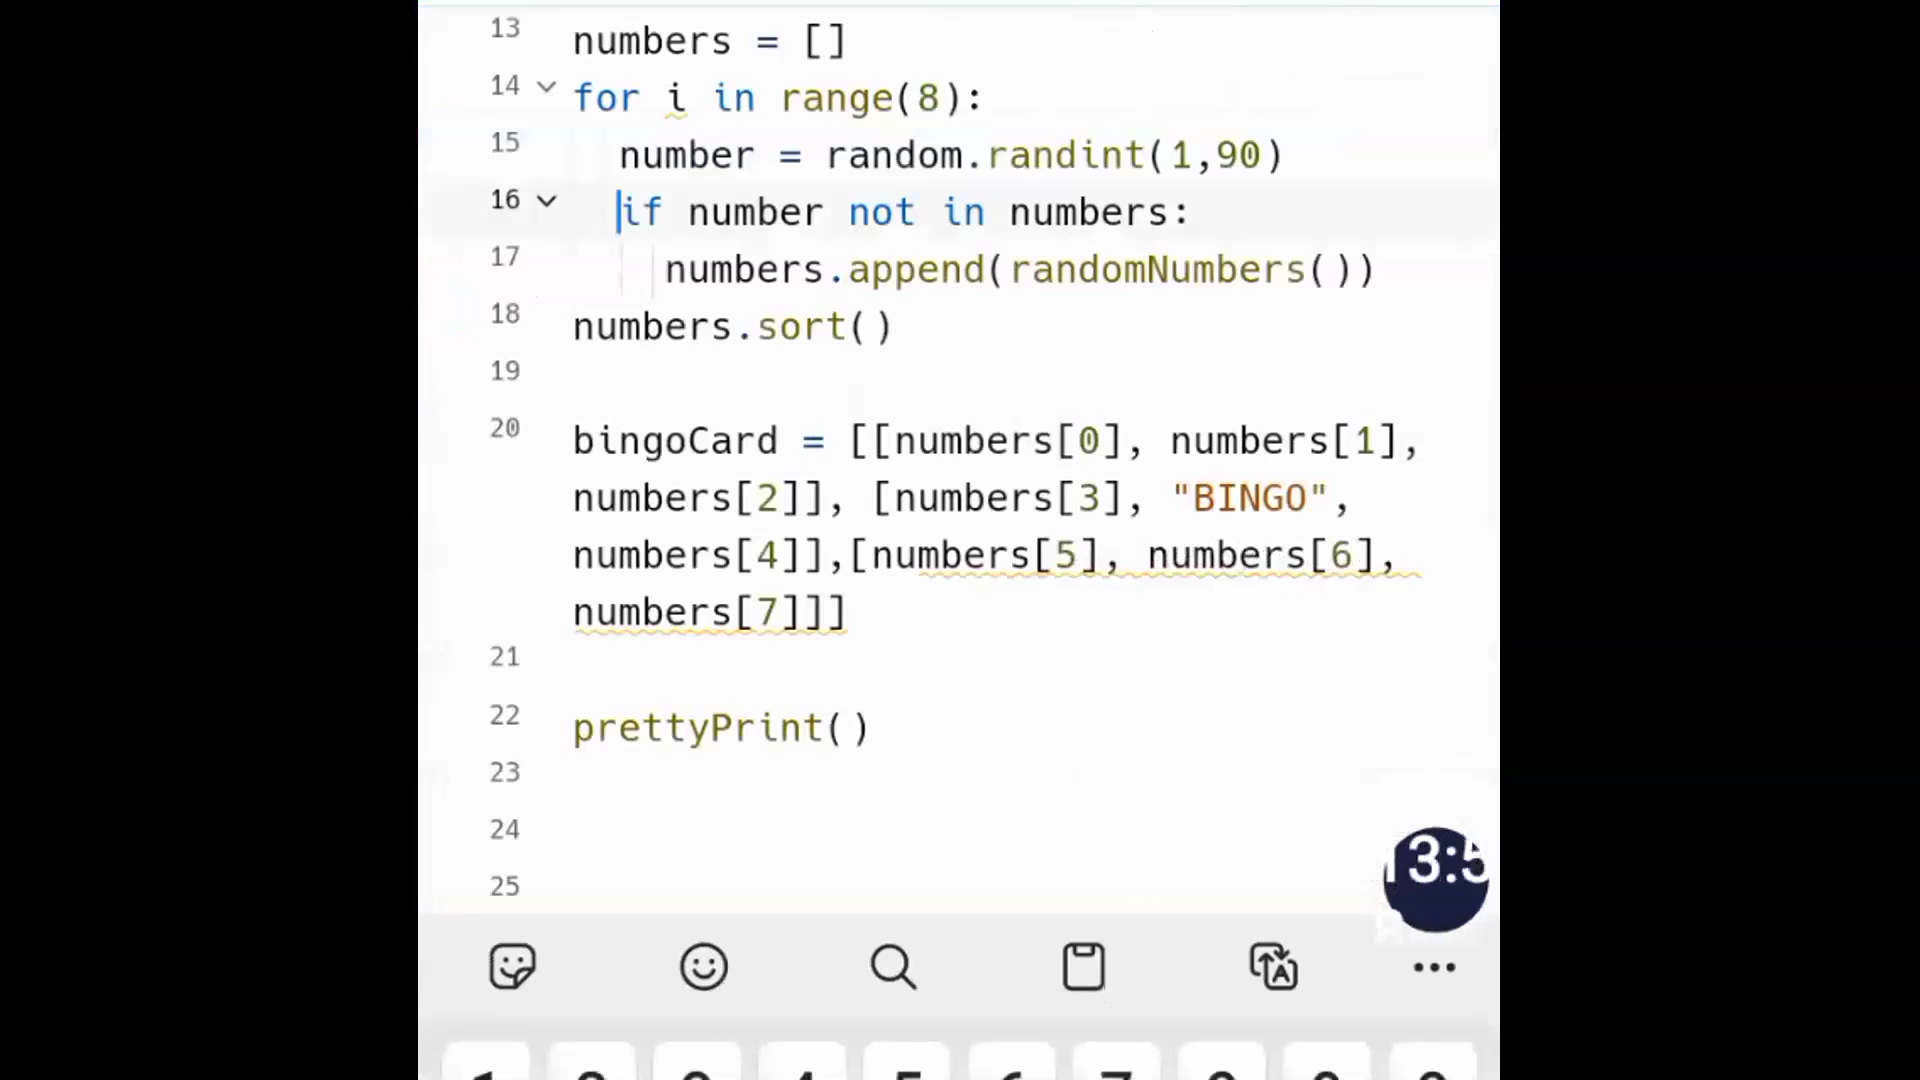 13 numbers = []
14 for i in range(8):
15 number = random.randint(1,90)
16 if number not in numbers:
17 numbers.append(randomNumbers())
18 numbers.sort()
19
20 bingoCard = [[numbers[0], numbers[1],
numbers[2]], [numbers[3], "BINGO",
numbers[4]],[numbers[5], numbers[6],
numbers[7]]]
21
22 prettyPrint()
23
24
25
13:5